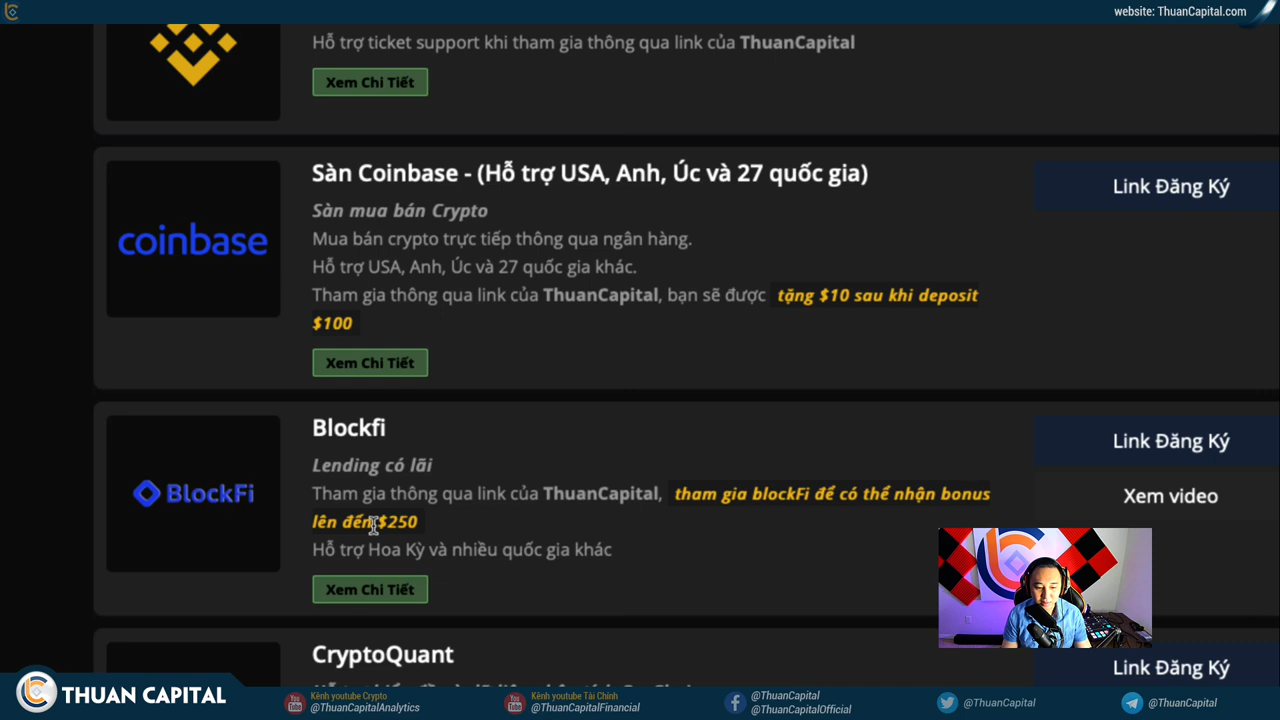 website: ThuanCapital.com
Hỗ trợ ticket support khi tham gia thông qua link của ThuanCapital
Xem Chi Tiết
coinbase
Sàn Coinbase - (Hỗ trợ USA, Anh, Úc và 27 quốc gia)
Sàn mua bán Crypto
Mua bán crypto trực tiếp thông qua ngân hàng.
Hỗ trợ USA, Anh, Úc và 27 quốc gia khác.
Tham gia thông qua link của ThuanCapital, bạn sẽ được tặng $10 sau khi deposit
$100
Xem Chi Tiết
Link Đăng Ký
BlockFi
Blockfi
Lending có lãi
Tham gia thông qua link của ThuanCapital, tham gia blockFi để có thể nhận bonus
lên đến $250
Hỗ trợ Hoa Kỳ và nhiều quốc gia khác
Xem Chi Tiết
Link Đăng Ký
Xem video
CryptoQuant
Link Đăng Ký
THUAN CAPITAL
Kênh youtube Crypto
@ThuanCapitalAnalytics
Kênh youtube Tài Chính
@ThuanCapitalFinancial
@ThuanCapital
@ThuanCapitalOfficial
@ThuanCapital
@ThuanCapital